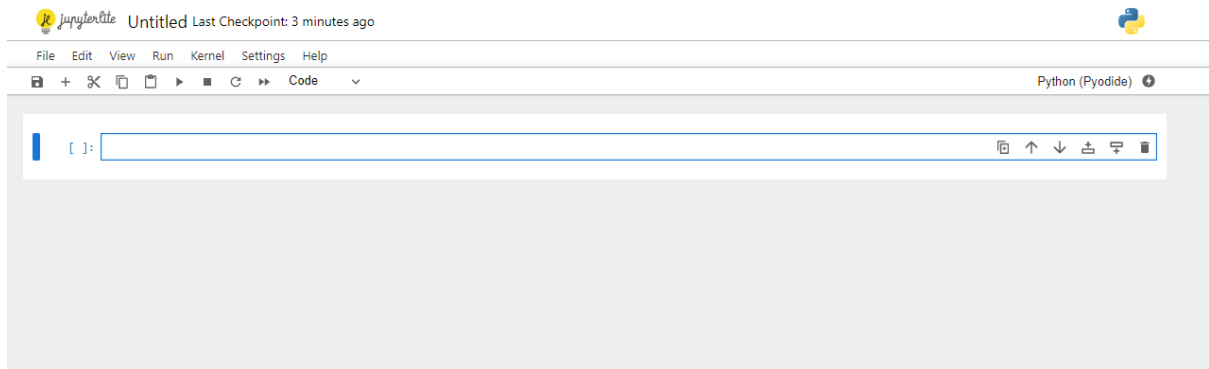 jupyterlite Untitled Last Checkpoint: 3 minutes ago
File Edit View Run Kernel Settings Help
Code Python (Pyodide)
[ ]: